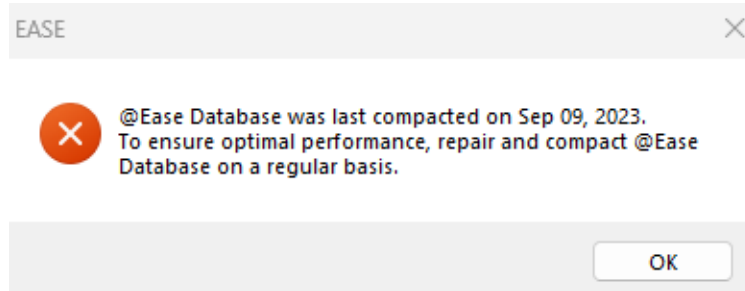 EASE
@Ease Database was last compacted on Sep 09, 2023.
To ensure optimal performance, repair and compact @Ease
Database on a regular basis.
OK